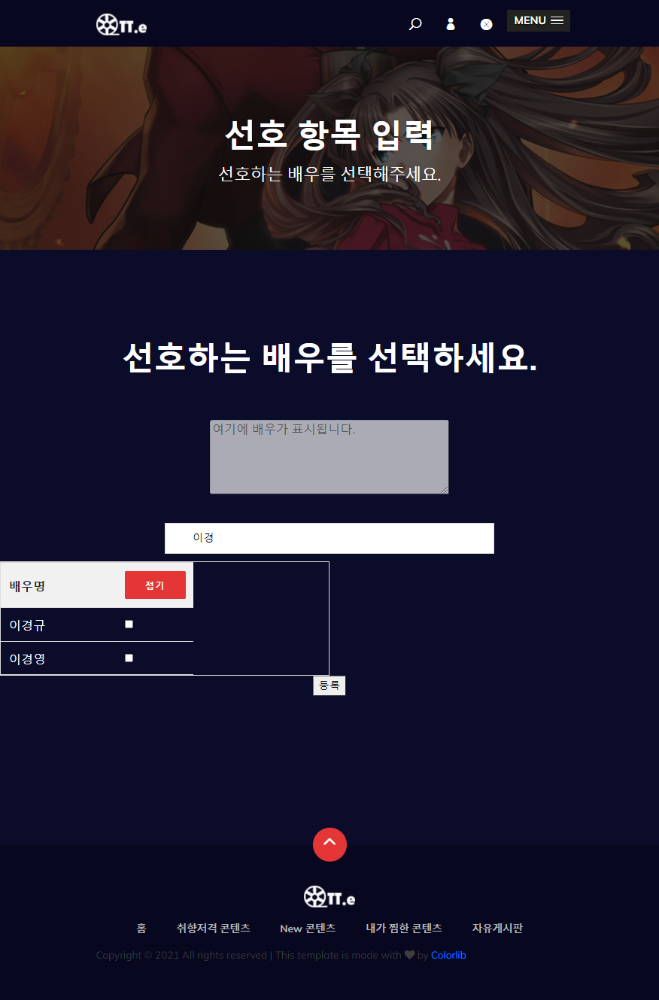 TT.e
MENU
선호 항목 입력
선호하는 배우를 선택해주세요.
선호하는 배우를 선택하세요.
여기에 배우가 표시됩니다.
이경
배우명 접기
이경규
이경영
등록
TT.e
홈 취향저격 콘텐츠 New 콘텐츠 내가 찜한 콘텐츠 자유게시판
Copyright © 2021 All rights reserved | This template is made with by Colorlib